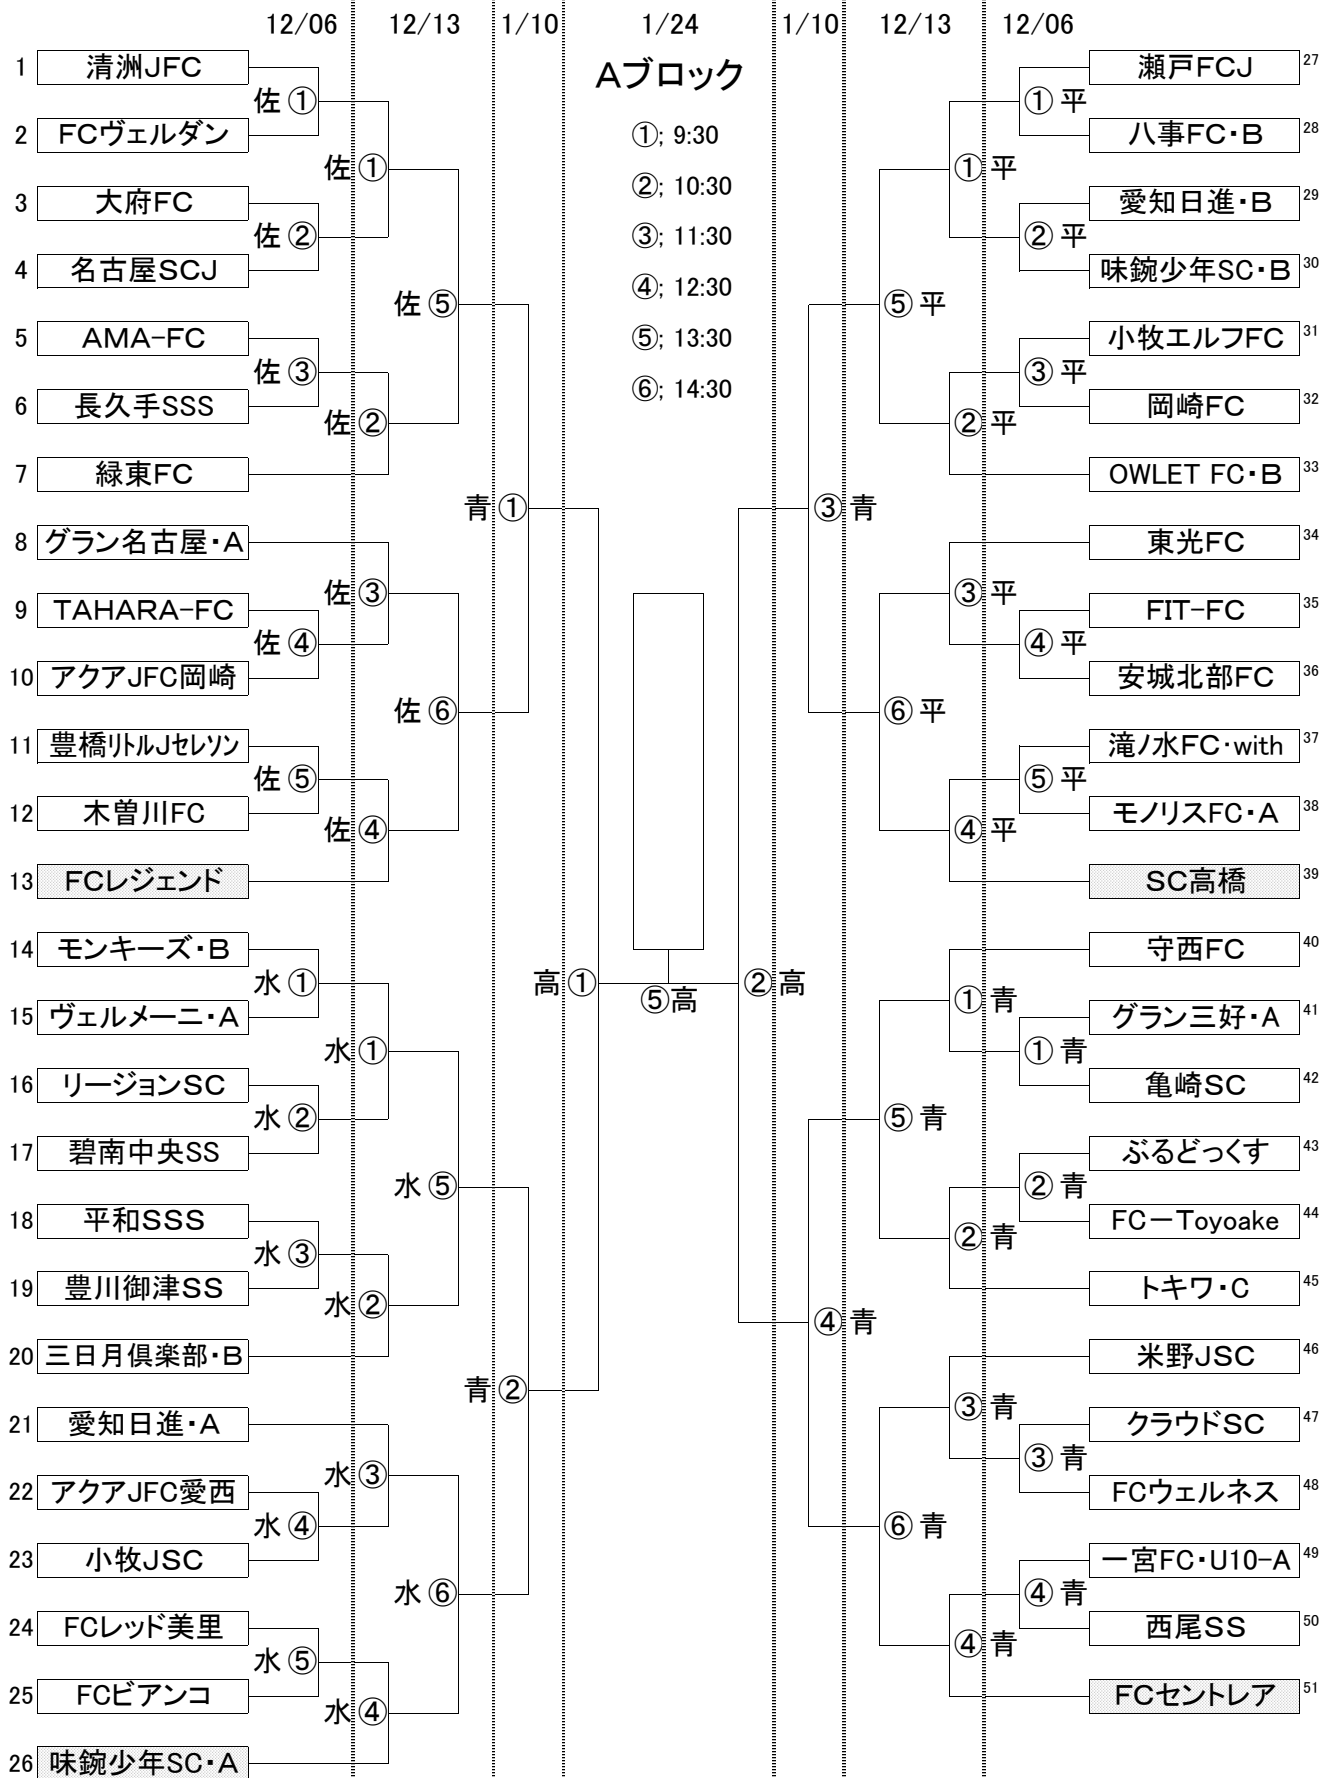 12/06 12/13 1/10 1/24 1/10 12/13 12/06
Aブロック
①; 9:30
②; 10:30
③; 11:30
④; 12:30
⑤; 13:30
⑥; 14:30
1 清洲JFC
佐①
2 FCヴェルダン
佐①
3 大府FC
佐②
4 名古屋SCJ
佐⑤
5 AMA-FC
佐③
6 長久手SSS
佐②
7 緑東FC
青①
8 グラン名古屋・A
佐③
9 TAHARA-FC
佐④
10 アクアJFC岡崎
佐⑥
11 豊橋リトルJセレソン
佐⑤
12 木曽川FC
佐④
13 FCレジェンド
14 モンキーズ・B
水①
高①
15 ヴェルメーニ・A
水①
16 リージョンSC
水②
17 碧南中央SS
水⑤
18 平和SSS
水③
19 豊川御津SS
水②
20 三日月倶楽部・B
青②
21 愛知日進・A
水③
22 アクアJFC愛西
水④
23 小牧JSC
水⑥
24 FCレッド美里
水⑤
25 FCビアンコ
水④
26 味鋺少年SC・A
⑤高
瀬戸FCJ 27
①平
八事FC・B 28
①平
愛知日進・B 29
②平
味鋺少年SC・B 30
⑤平
小牧エルフFC 31
③平
岡崎FC 32
②平
OWLET FC・B 33
③青
東光FC 34
③平
FIT-FC 35
④平
安城北部FC 36
⑥平
滝ノ水FC・with 37
⑤平
モノリスFC・A 38
④平
SC高橋 39
守西FC 40
②高
①青
グラン三好・A 41
①青
亀崎SC 42
⑤青
ぶるどっくす 43
②青
FC－Toyoake 44
②青
トキワ・C 45
④青
米野JSC 46
③青
クラウドSC 47
③青
FCウェルネス 48
⑥青
一宮FC・U10-A 49
④青
西尾SS 50
④青
FCセントレア 51